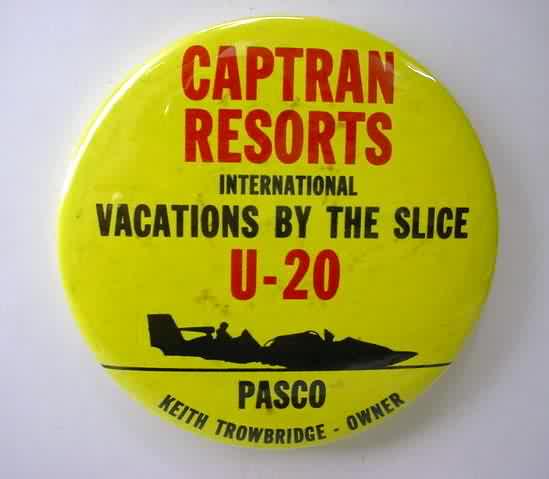 CAPTRAN
RESORTS
INTERNATIONAL
VACATIONS BY THE SLICE
U-20
PASCO
KEITH TROWBRIDGE - OWNER